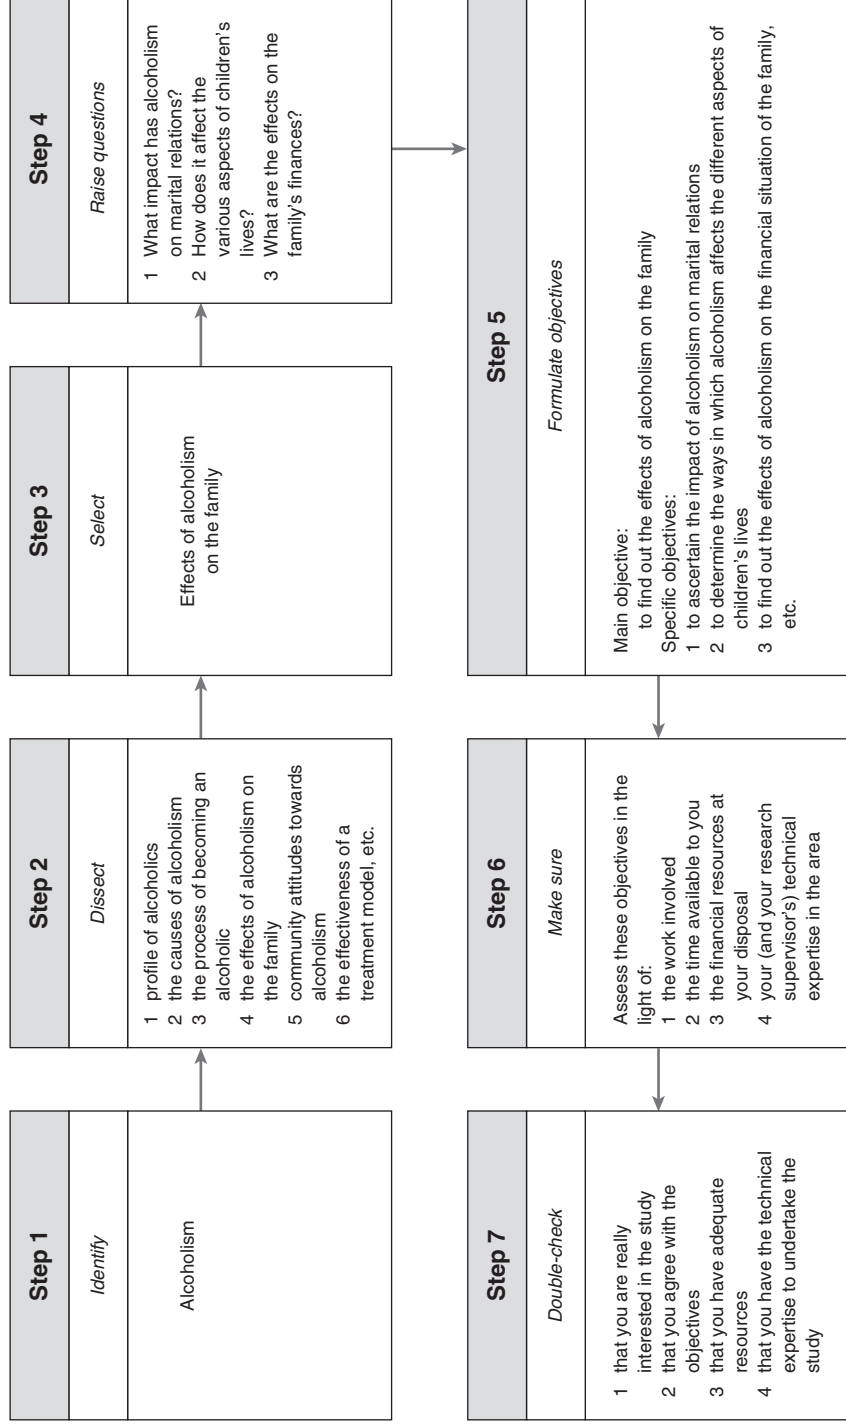 Step 1
Identify
Alcoholism
Step 2
Dissect
1 profile of alcoholics
2 the causes of alcoholism
3 the process of becoming an
alcoholic
4 the effects of alcoholism on
the family
5 community attitudes towards
alcoholism
6 the effectiveness of a
treatment model, etc.
Step 3
Select
Effects of alcoholism
on the family
Step 4
Raise questions
1 What impact has alcoholism
on marital relations?
2 How does it affect the
various aspects of children's
lives?
3 What are the effects on the
family's finances?
Step 5
Formulate objectives
Main objective:
to find out the effects of alcoholism on the family
Specific objectives:
1 to ascertain the impact of alcoholism on marital relations
2 to determine the ways in which alcoholism affects the different aspects of
children's lives
3 to find out the effects of alcoholism on the financial situation of the family,
etc.
Step 6
Make sure
Assess these objectives in the
light of:
1 the work involved
2 the time available to you
3 the financial resources at
your disposal
4 your (and your research
supervisor's) technical
expertise in the area
Step 7
Double-check
1 that you are really
interested in the study
2 that you agree with the
objectives
3 that you have adequate
resources
4 that you have the technical
expertise to undertake the
study